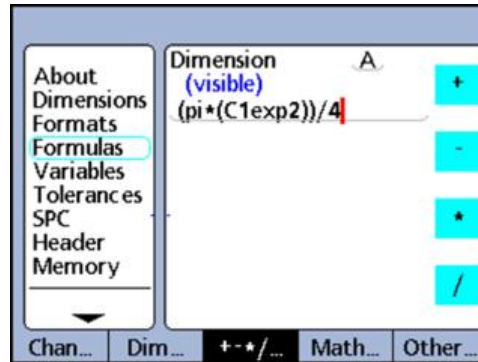 About
Dimensions
Formats
Formulas
Variables
Tolerances
SPC
Header
Memory
Dimension A
(visible)
(pi*(C1exp2))/4
+
-
*
/
Chan... Dim... +-*/... Math... Other...